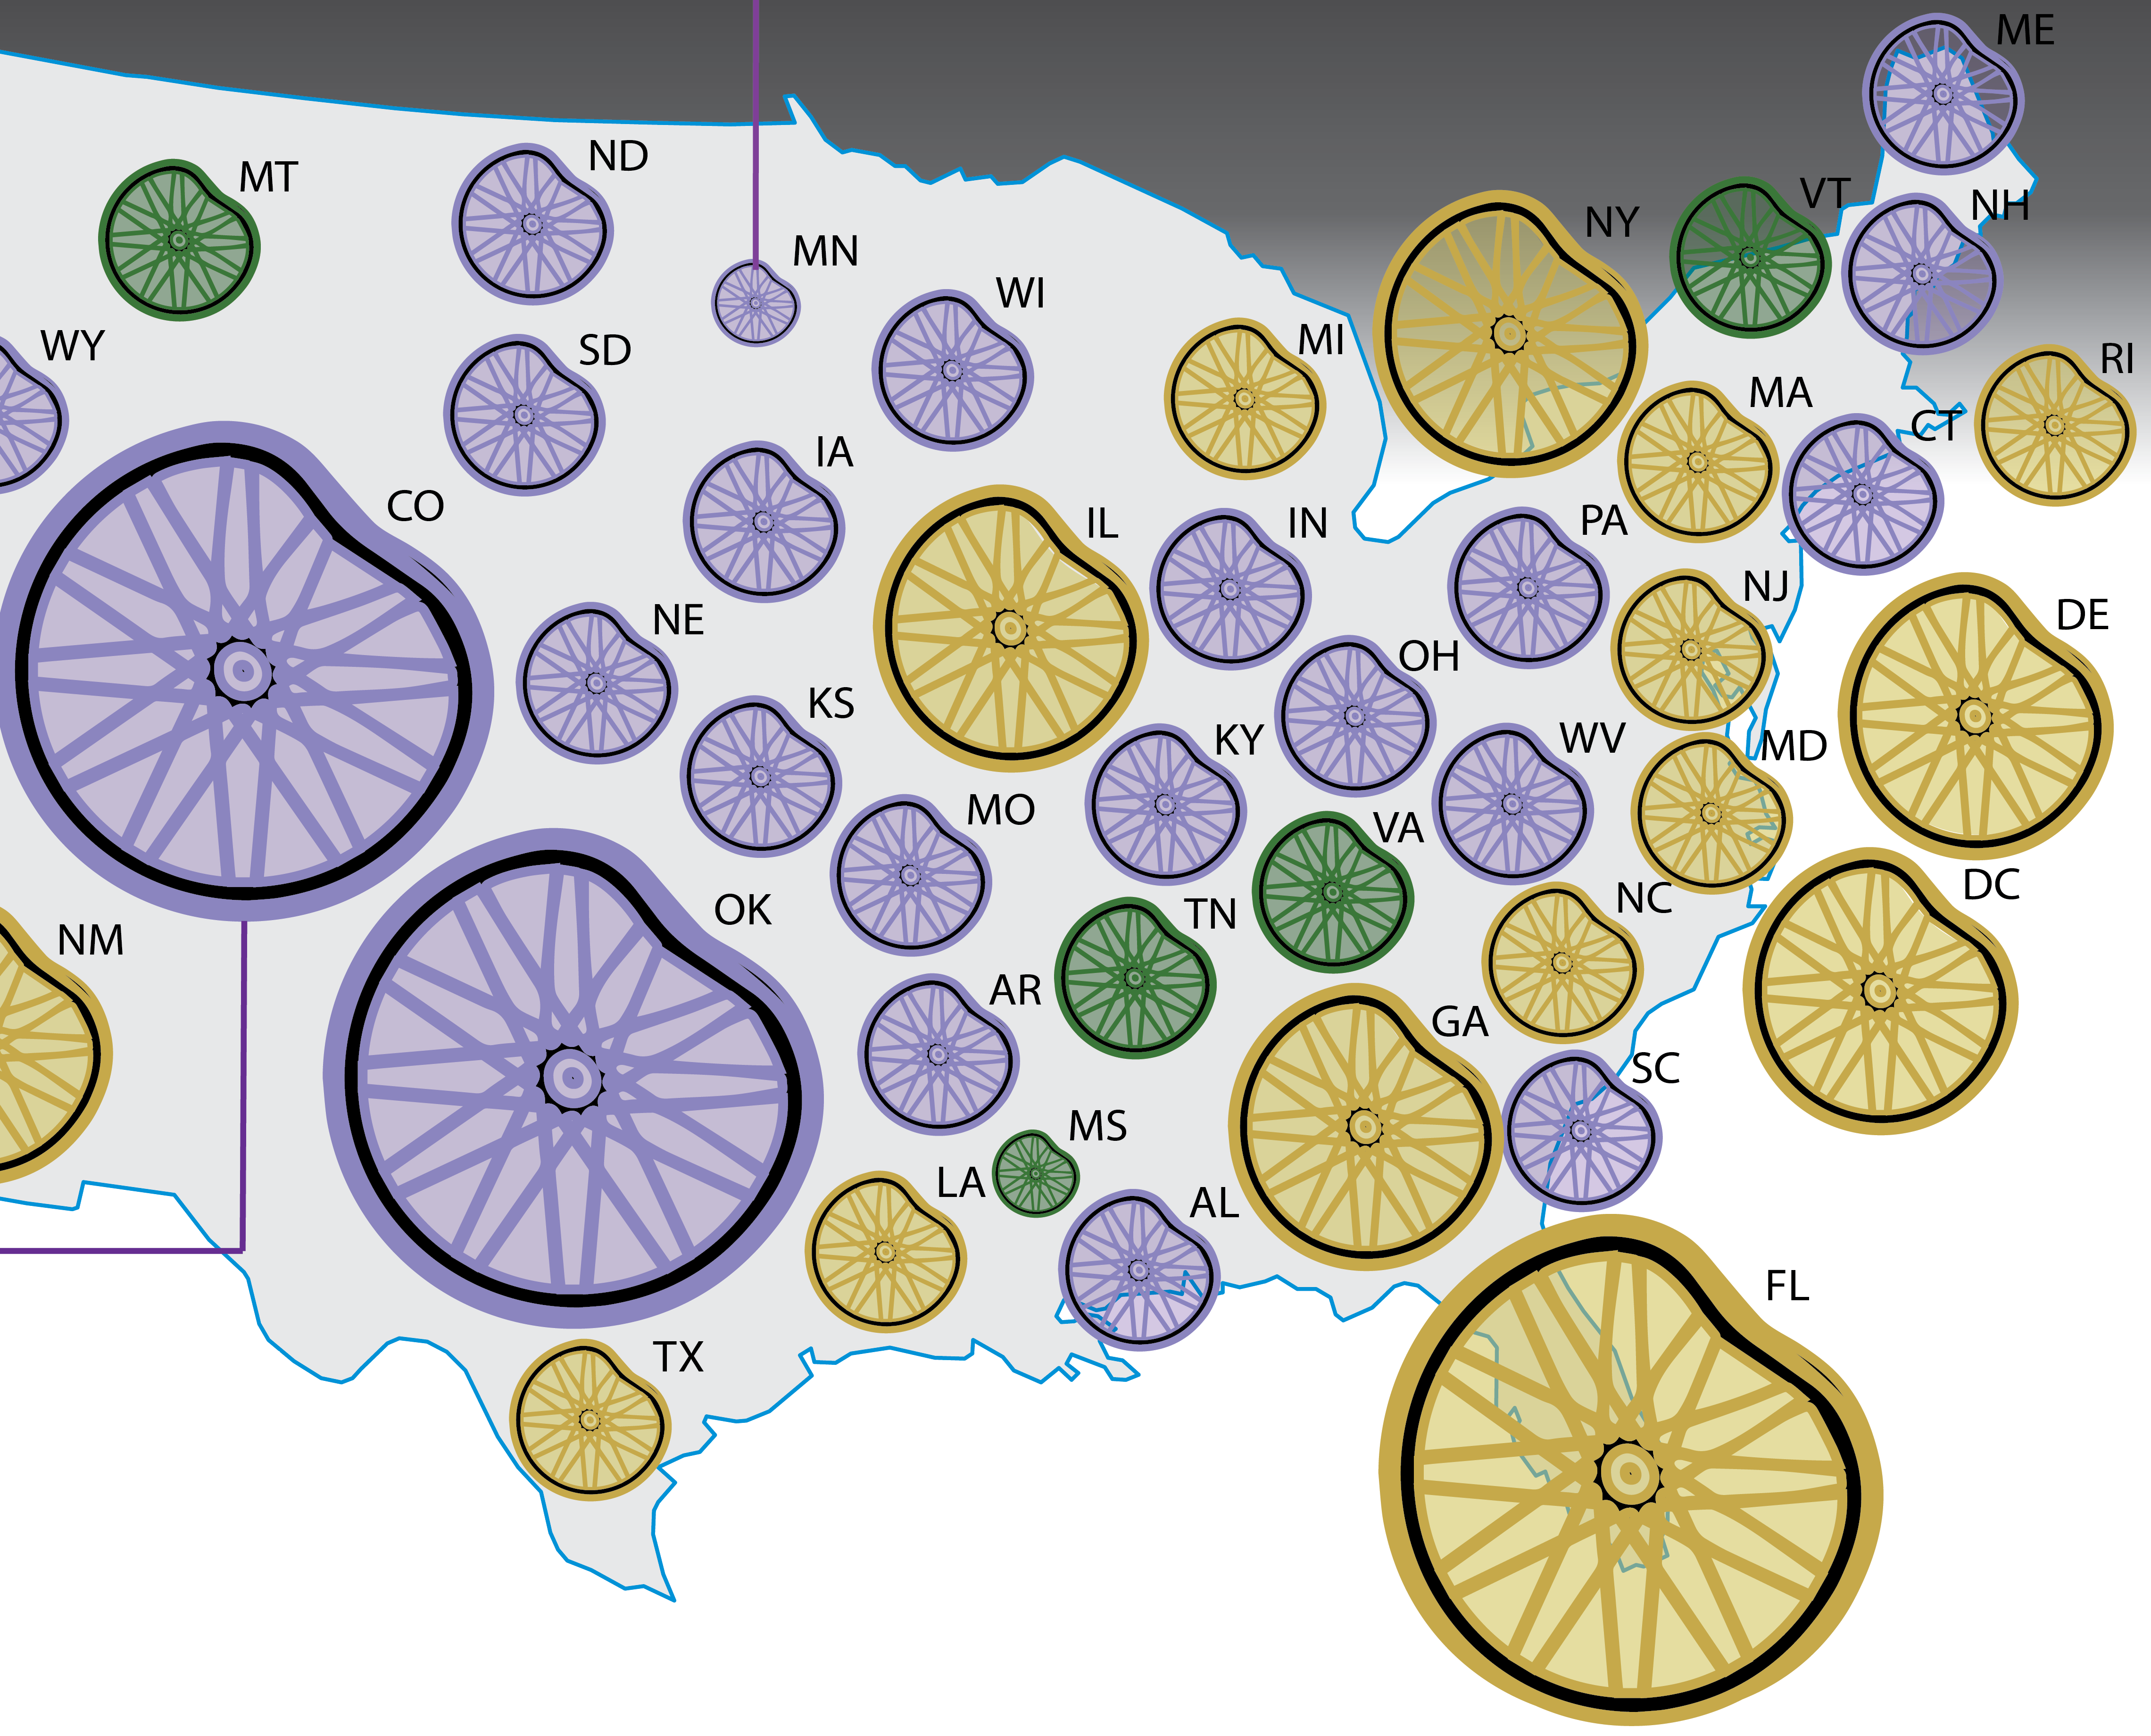 ME
ND
MT
VT
NH
NY
MN
WI
MI
WY
SD
RI
MA
CT
IA
CO
IL
IN
PA
NJ
DE
NE
OH
KS
KY
WV
MD
MO
VA
DC
NC
OK
TN
NM
AR
GA
SC
MS
LA
AL
FL
TX